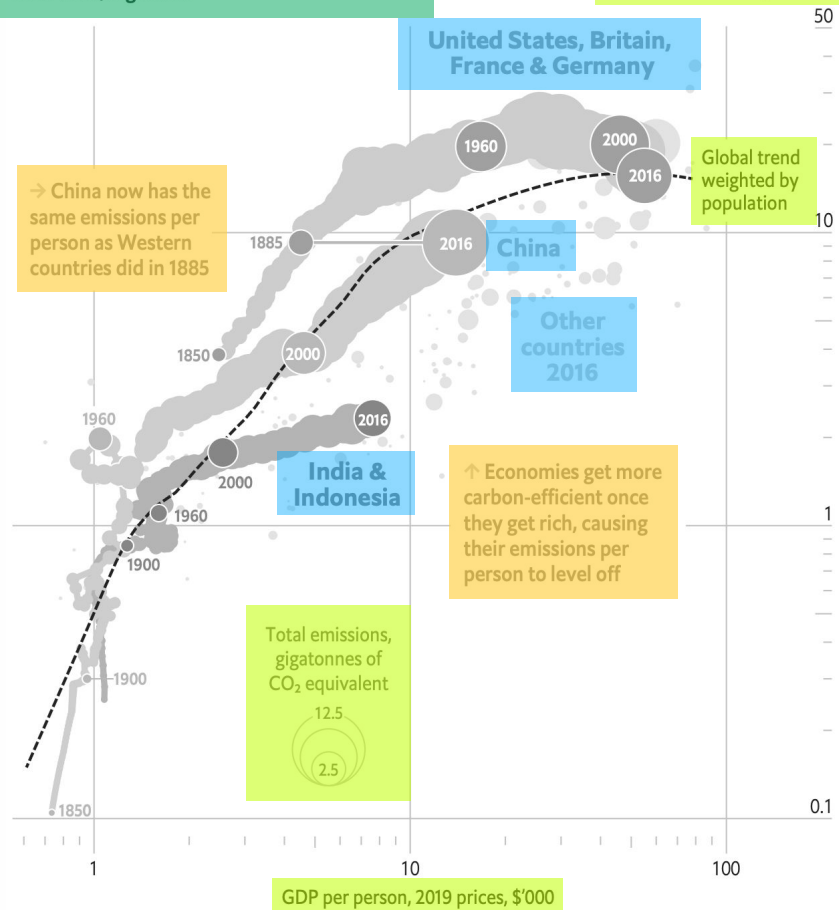 50
United States, Britain,
France & Germany
1960
2000
2016
Global trend
weighted by
population
→ China now has the
same emissions per
person as Western
countries did in 1885
10
1885
2016
China
Other
countries
2016
1850
2000
1960
2016
2000
India &
Indonesia
↑ Economies get more
carbon-efficient once
they get rich, causing
their emissions per
person to level off
1
1960
1900
Total emissions,
gigatonnes of
CO₂ equivalent
12.5
2.5
1900
1850
0.1
1
10
100
GDP per person, 2019 prices, $'000